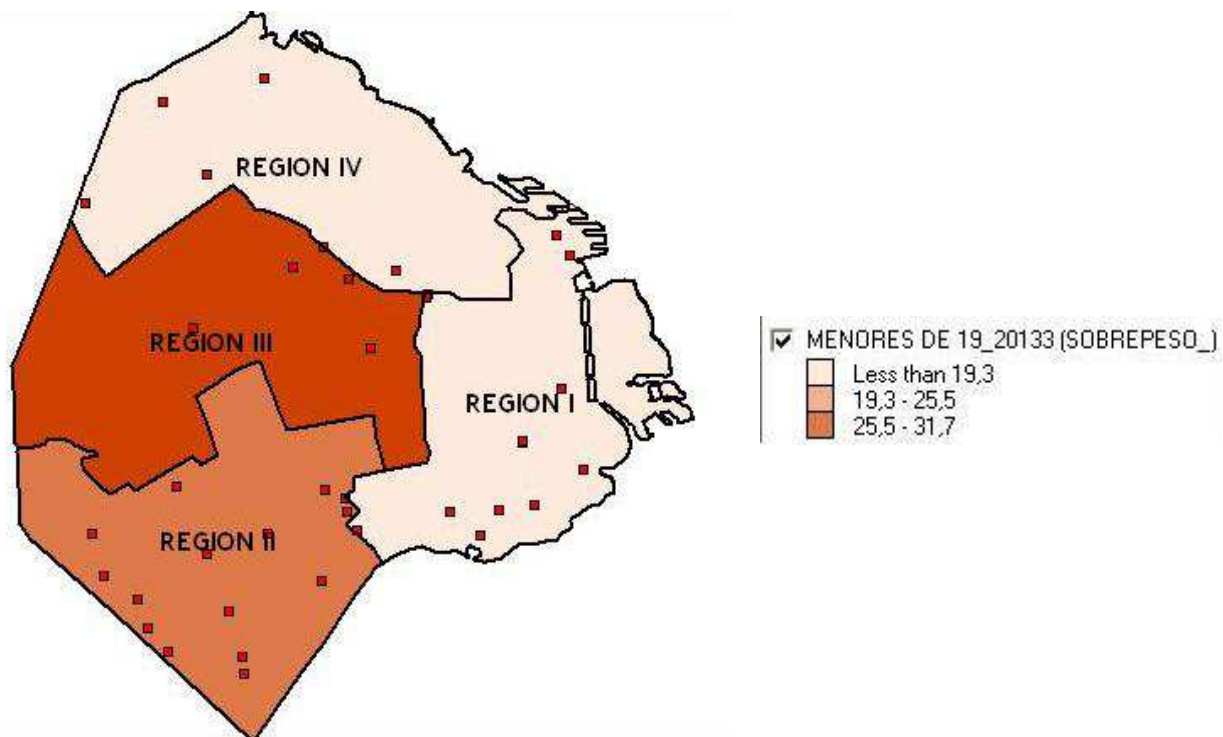 REGION IV
REGION III
REGION I
REGION II
MENORES DE 19_20133 (SOBREPESO_)
Less than 19,3
19,3 - 25,5
25,5 - 31,7